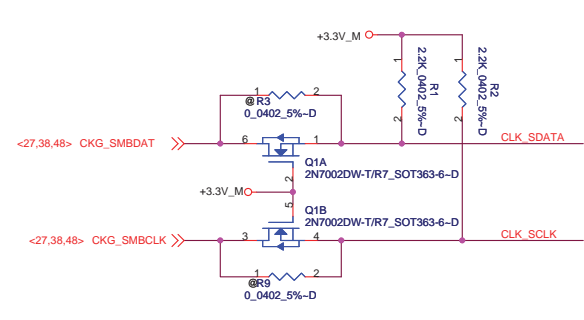 +3.3V_M
1
1
2.2K_0402_5%~D
R1
2.2K_0402_5%~D
R2
2
2
1
2
@R3
0_0402_5%~D
<27,38,48> CKG_SMBDAT
6
1
CLK_SDATA
Q1A
2N7002DW-T/R7_SOT363-6~D
2
+3.3V_M
5
Q1B
2N7002DW-T/R7_SOT363-6~D
<27,38,48> CKG_SMBCLK
3
4
CLK_SCLK
1
2
@R9
0_0402_5%~D